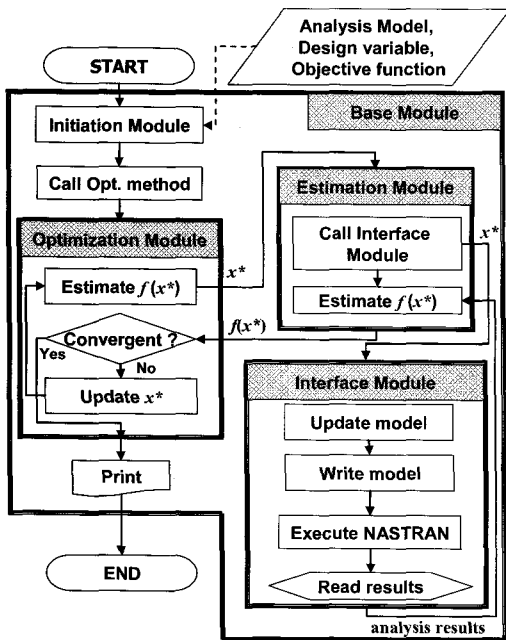 Analysis Model,
Design variable,
Objective function
START
Base Module
Initiation Module
Call Opt. method
Estimation Module
Optimization Module
x*
Call Interface
Module
x*
Estimate f(x*)
Estimate f(x*)
f(x*)
Convergent ?
Yes
No
Update x*
Interface Module
Update model
Print
Write model
Execute NASTRAN
END
Read results
analysis results